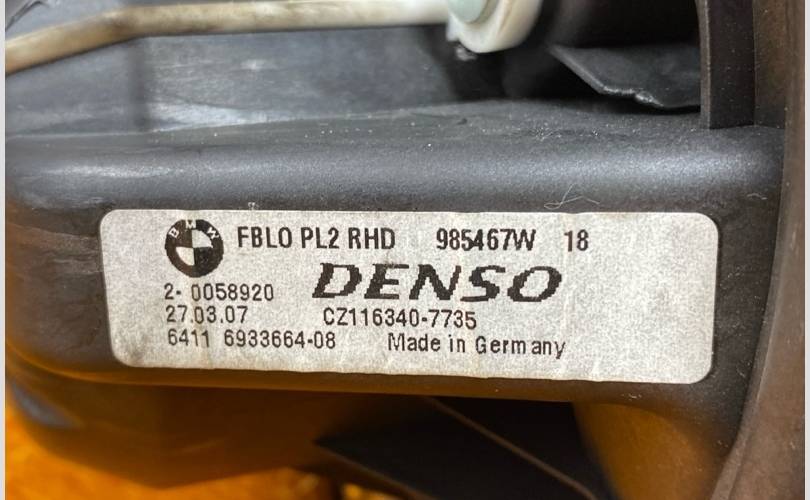 BMW FBLO PL2 RHD 985467W 18
2- 0058920 DENSO
27.03.07 CZ116340-7735
6411 6933664-08 Made in Germany